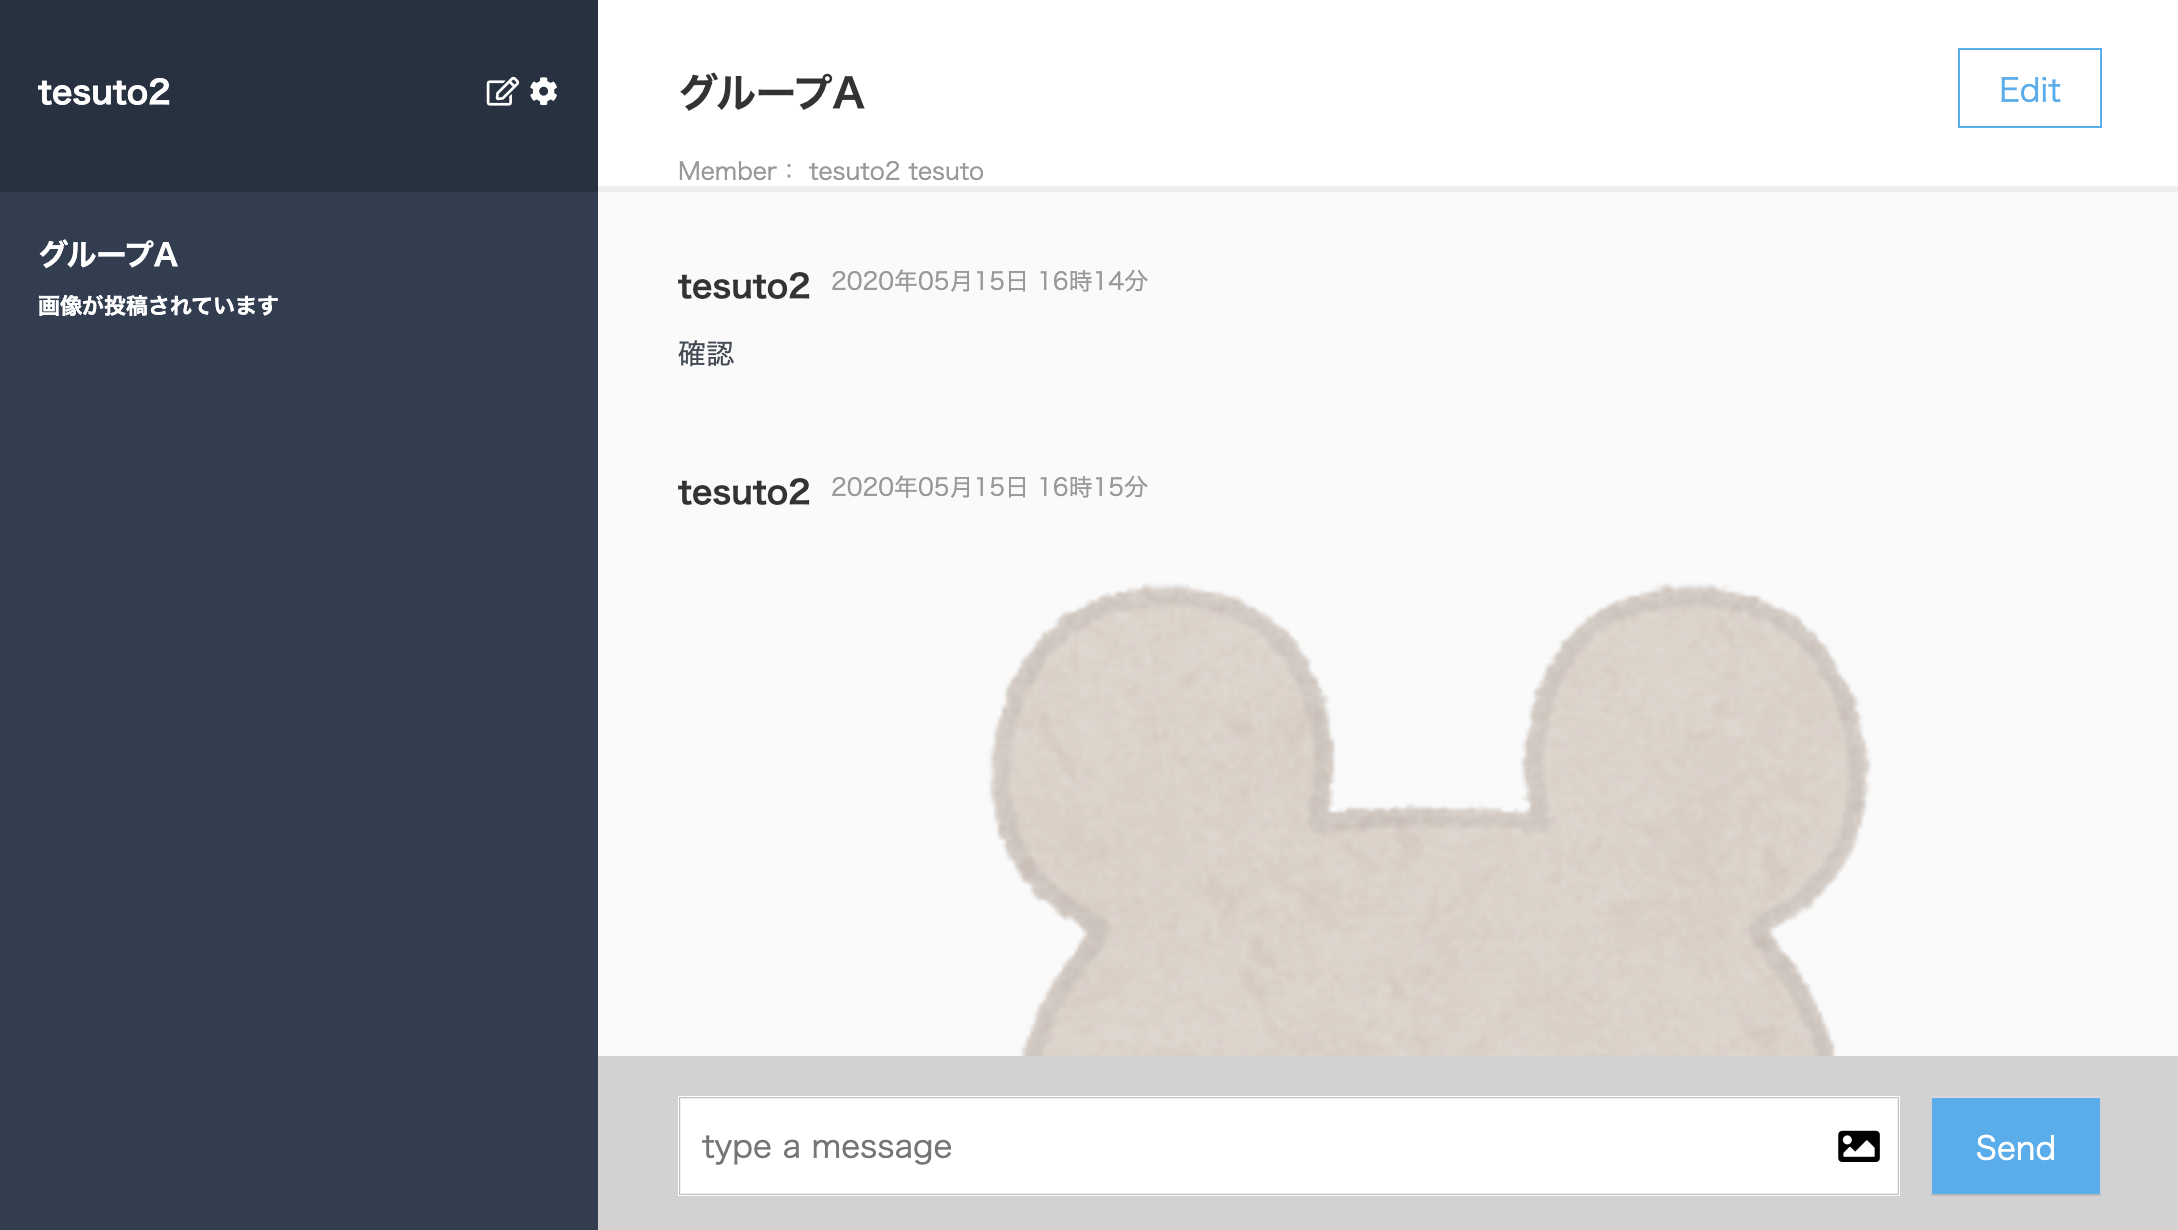 tesuto2
グループA
画像が投稿されています
グループA
Edit
Member： tesuto2 tesuto
tesuto2 2020年05月15日 16時14分
確認
tesuto2 2020年05月15日 16時15分
type a message
Send